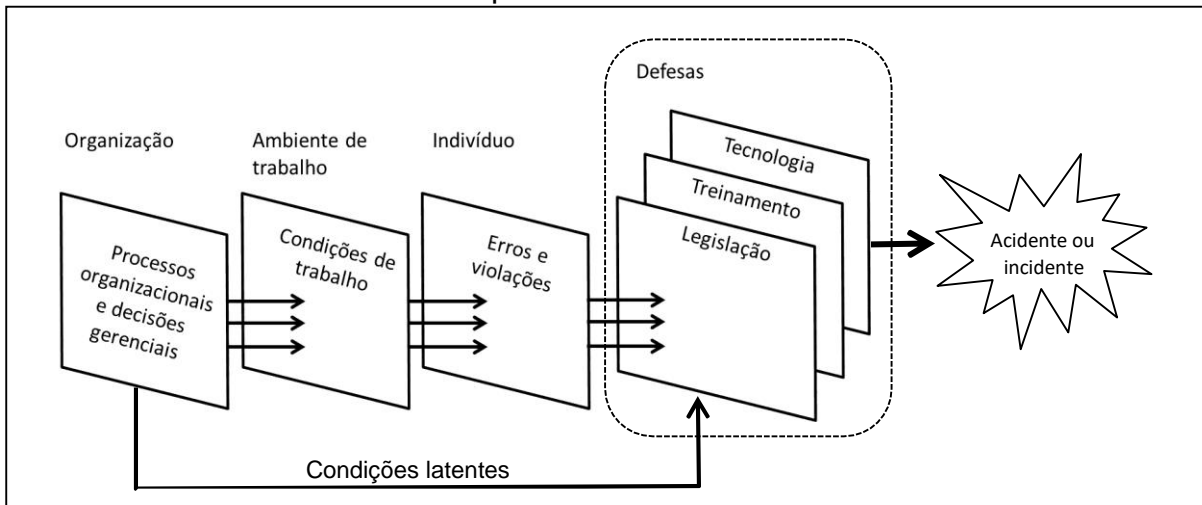 Defesas
Organização
Ambiente de
trabalho
Indivíduo
Tecnologia
Treinamento
Legislação
Processos
organizacionais
e decisões
gerenciais
Condições de
trabalho
Erros e
violações
Acidente ou
incidente
Condições latentes